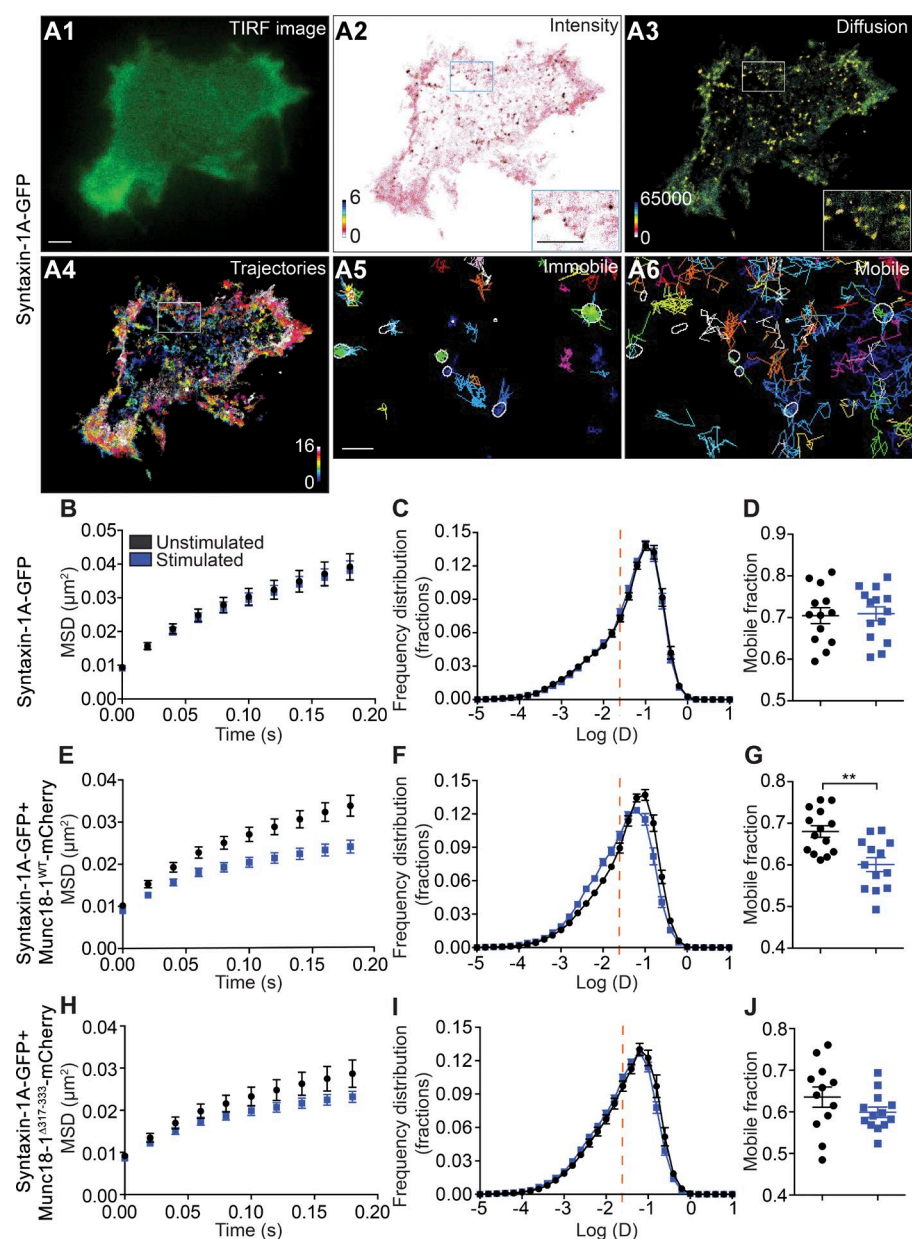 A1 TIRF image
A2 Intensity
6
0
A3 Diffusion
65000
0
Syntaxin-1A-GFP
A4 Trajectories
16
0
A5 Immobile
A6 Mobile
B
Unstimulated
Stimulated
Syntaxin-1A-GFP
MSD (µm²)
0.05
0.04
0.03
0.02
0.01
0.00
0.00 0.05 0.10 0.15 0.20
Time (s)
C
Frequency distribution
(fractions)
0.15
0.12
0.09
0.06
0.03
0.00
-5 -4 -3 -2 -1 0 1
Log (D)
D
Mobile fraction
0.9
0.8
0.7
0.6
0.5
E
Syntaxin-1A-GFP+
Munc18-1ᵂᵀ-mCherry
MSD (µm²)
0.04
0.03
0.02
0.01
0.00
0.00 0.05 0.10 0.15 0.20
Time (s)
F
Frequency distribution
(fractions)
0.15
0.12
0.09
0.06
0.03
0.00
-5 -4 -3 -2 -1 0 1
Log (D)
G
**
Mobile fraction
0.8
0.7
0.6
0.5
0.4
H
Syntaxin-1A-GFP+
Munc18-1^Δ317-333-mCherry
MSD (µm²)
0.04
0.03
0.02
0.01
0.00
0.00 0.05 0.10 0.15 0.20
Time (s)
I
Frequency distribution
(fractions)
0.15
0.12
0.09
0.06
0.03
0.00
-5 -4 -3 -2 -1 0 1
Log (D)
J
Mobile fraction
0.8
0.7
0.6
0.5
0.4